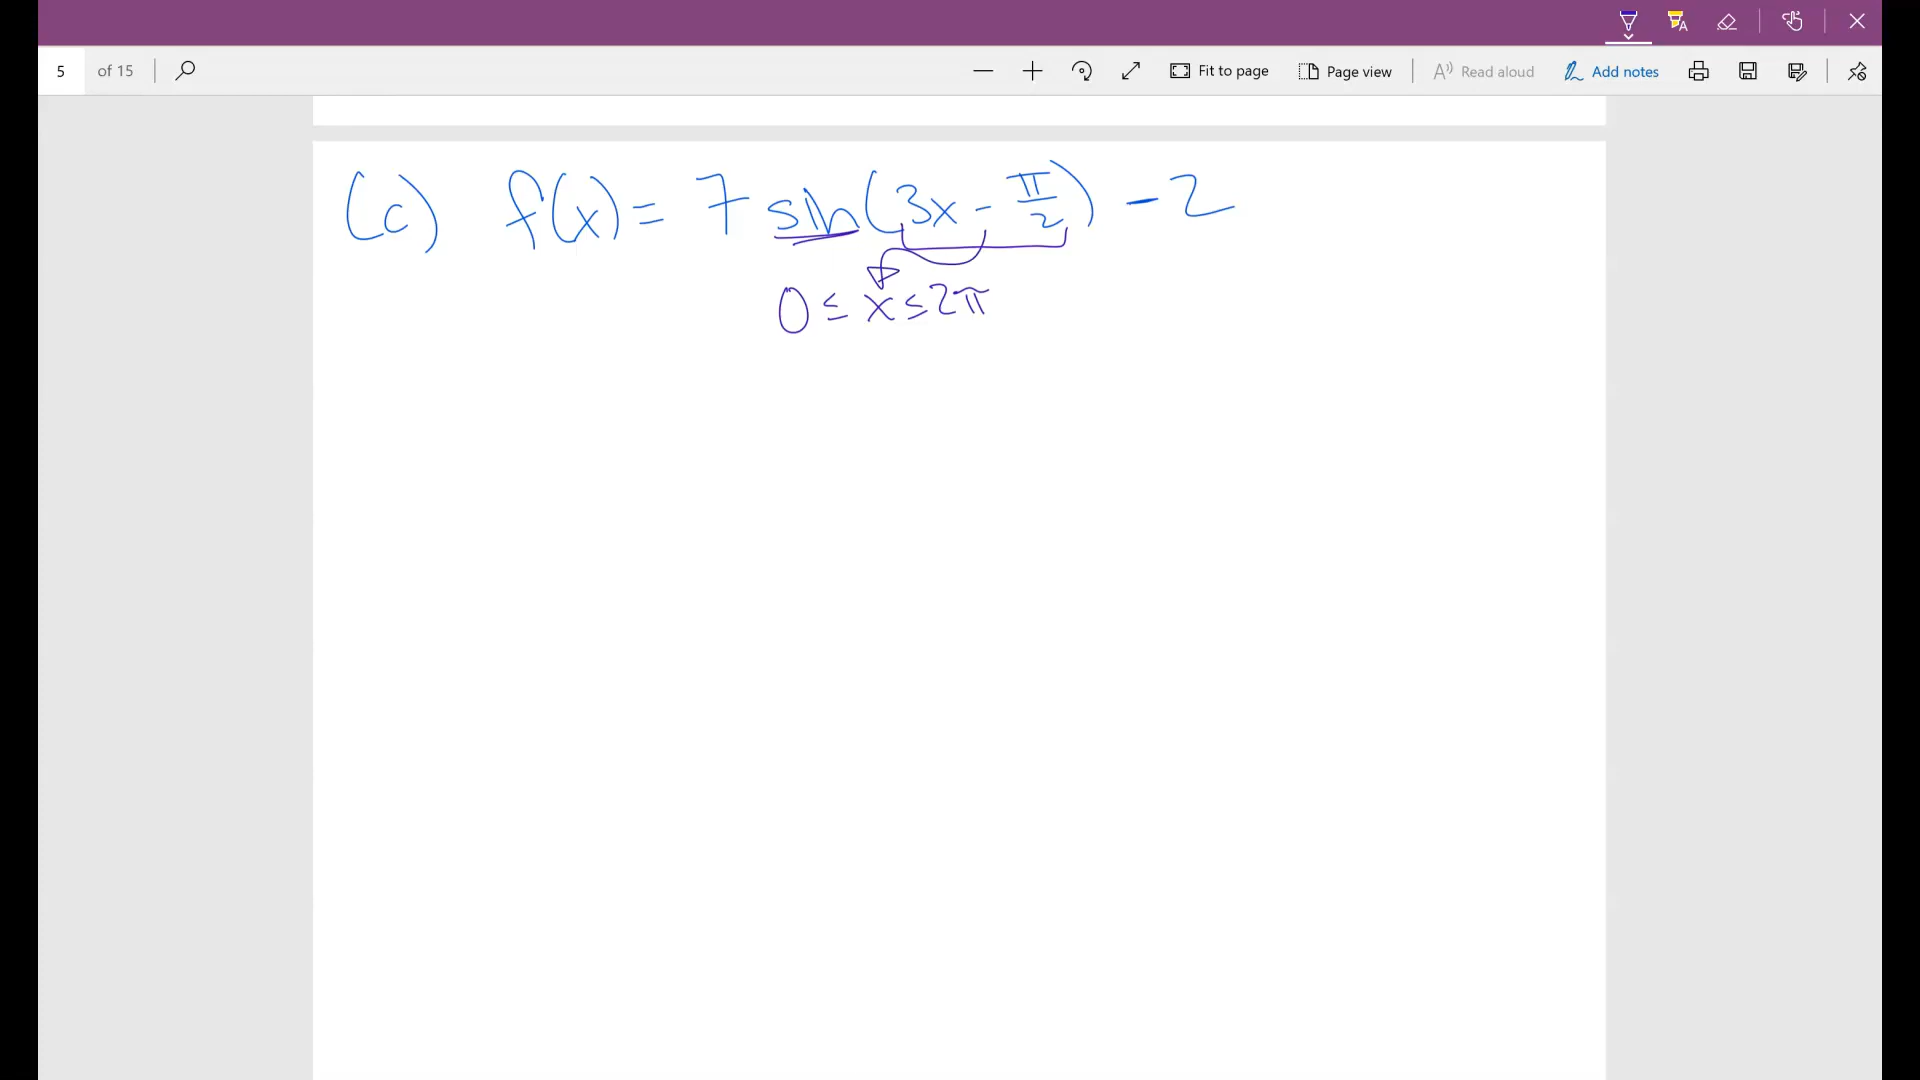 5 of 15 Fit to page Page view Read aloud Add notes
(c) f(x) = 7 sin(3x - π/2) - 2
0 ≤ x ≤ 2π